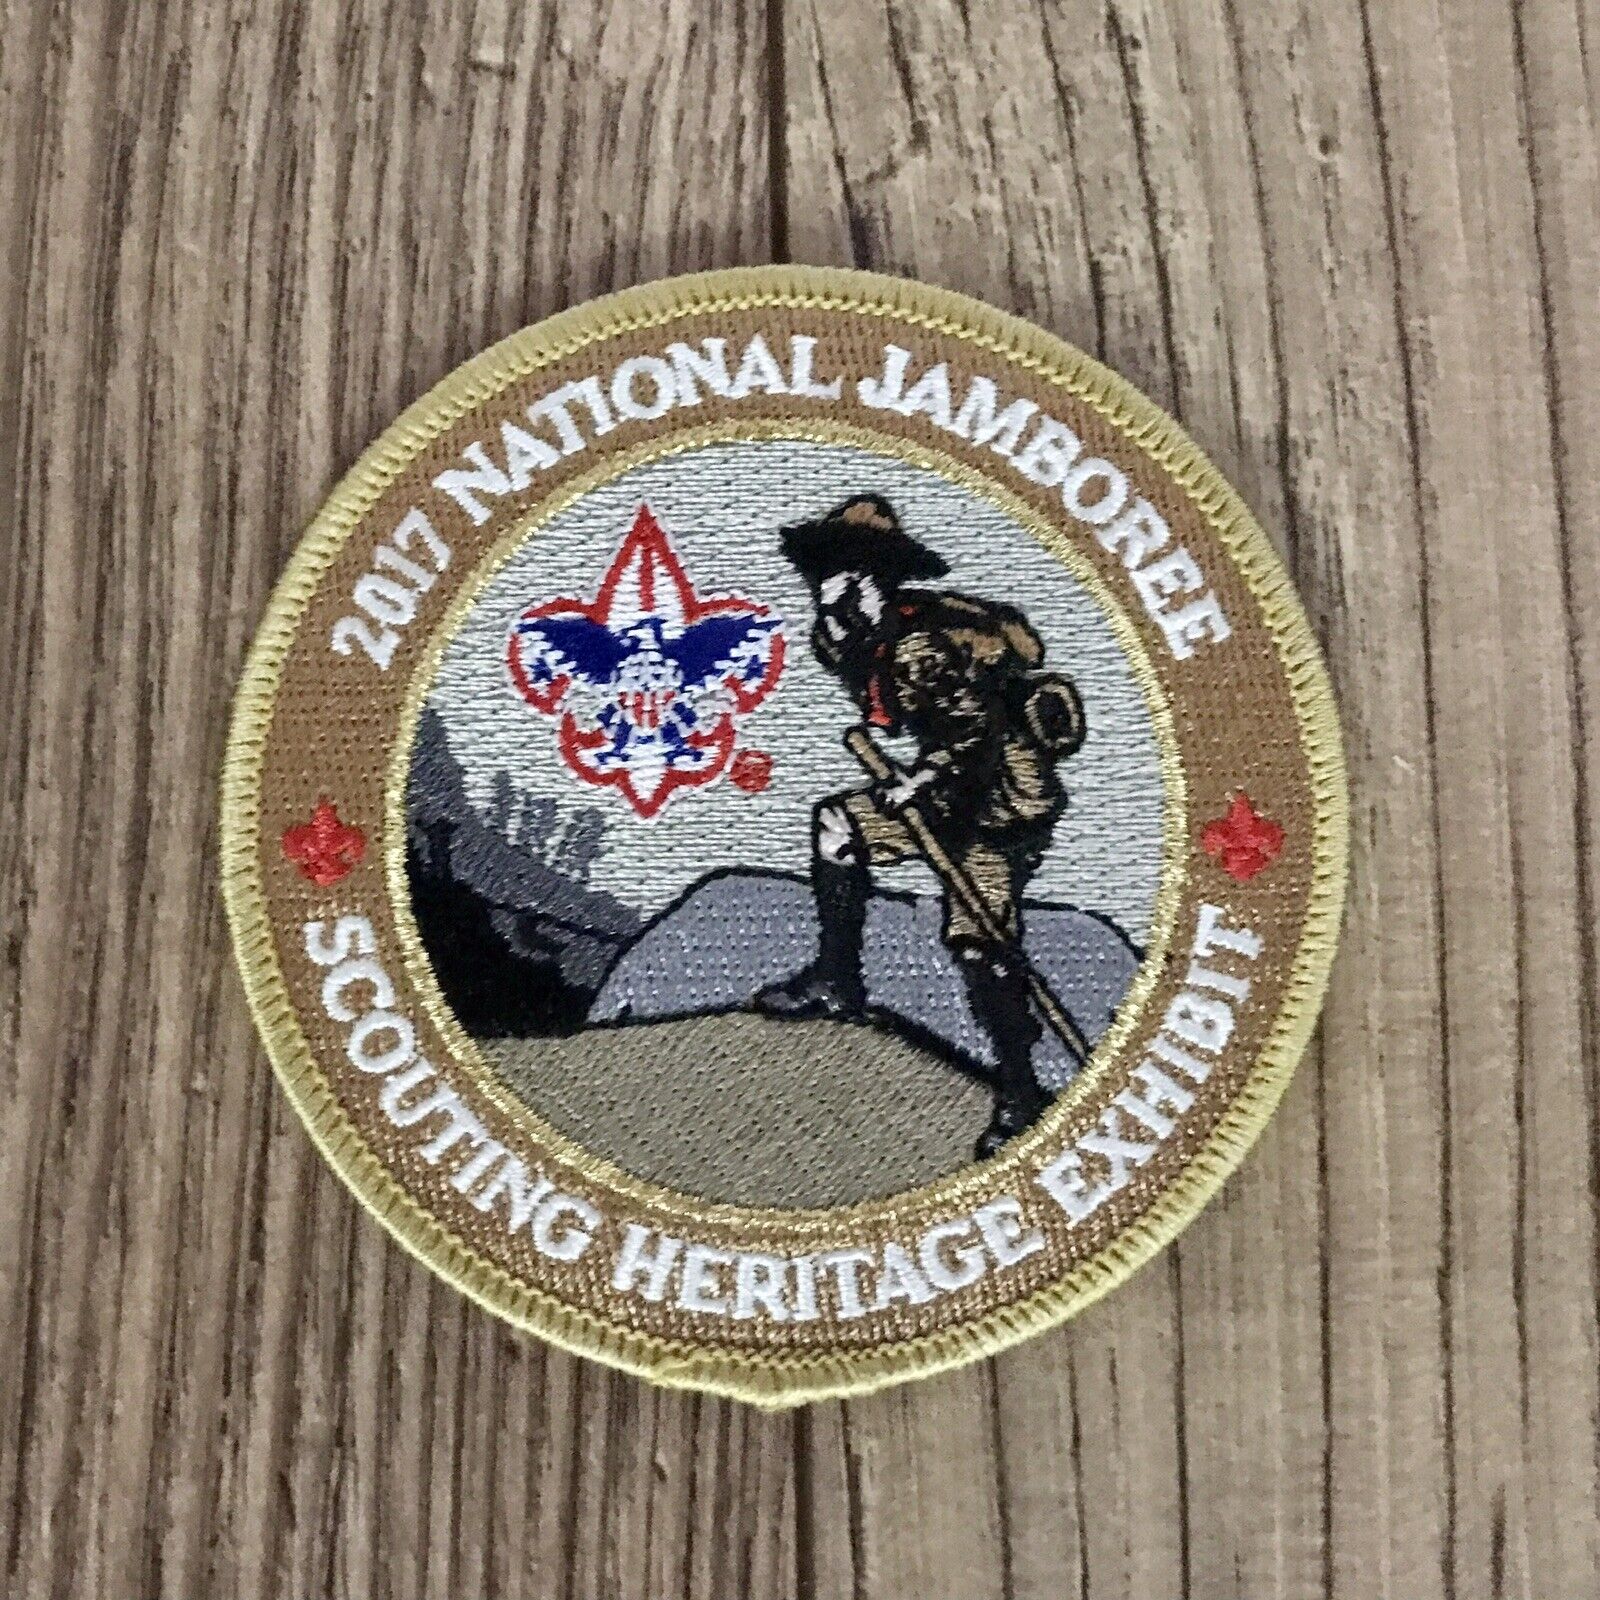 2017 NATIONAL JAMBOREE
SCOUTING HERITAGE EXHIBIT